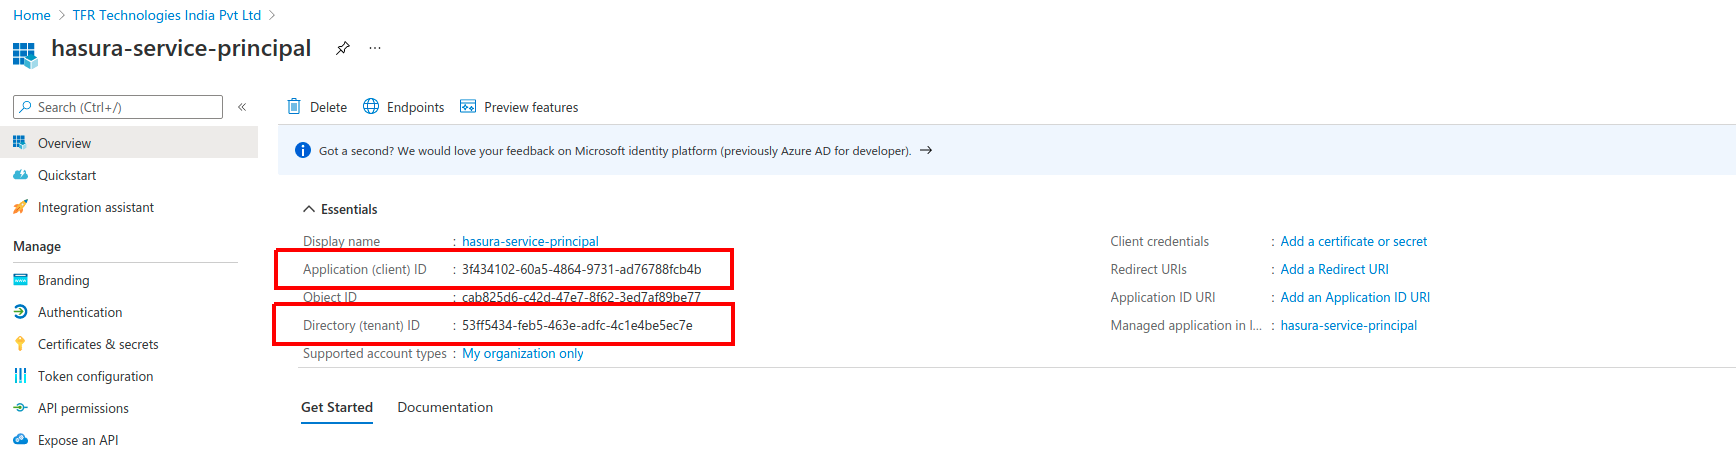 Home > TFR Technologies India Pvt Ltd >
hasura-service-principal ...
Search (Ctrl+/) «
Delete Endpoints Preview features
Overview
Got a second? We would love your feedback on Microsoft identity platform (previously Azure AD for developer). →
Quickstart
Integration assistant
Manage
Branding
Authentication
Certificates & secrets
Token configuration
API permissions
Expose an API
Essentials
Display name : hasura-service-principal
Application (client) ID : 3f434102-60a5-4864-9731-ad76788fcb4b
Object ID : cab825d6-c42d-47e7-8f62-3ed7af89be77
Directory (tenant) ID : 53ff5434-feb5-463e-adfc-4c1e4be5ec7e
Supported account types : My organization only
Client credentials : Add a certificate or secret
Redirect URIs : Add a Redirect URI
Application ID URI : Add an Application ID URI
Managed application in l... : hasura-service-principal
Get Started Documentation